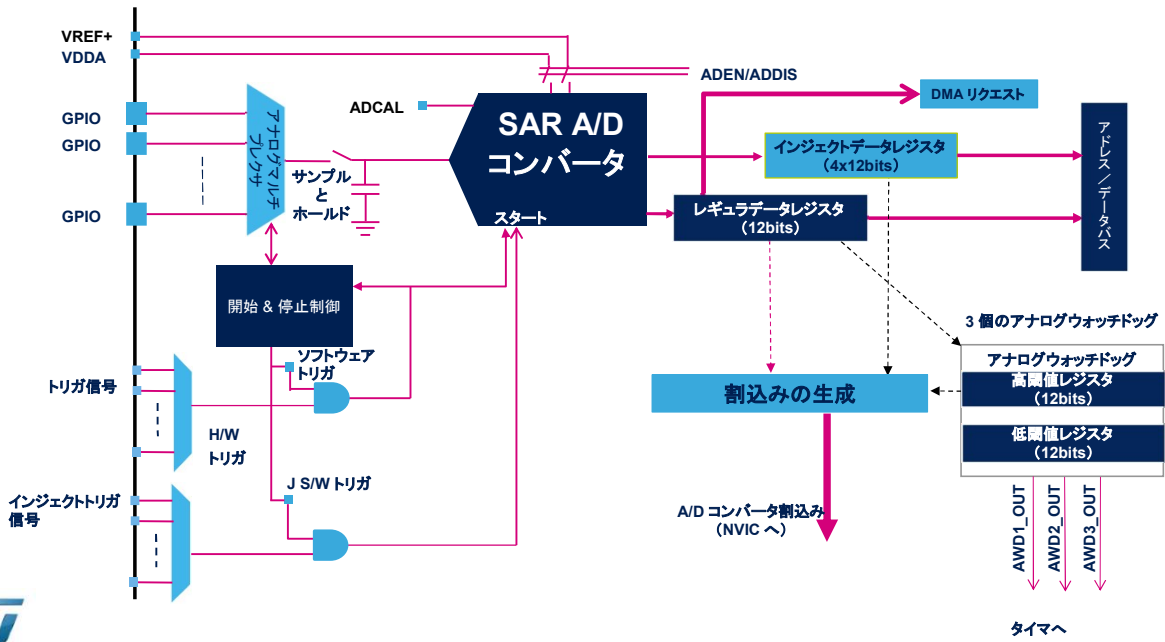 VREF+
VDDA
GPIO
GPIO
GPIO
アナログマルチ
プレクサ
サンプル
と
ホールド
ADCAL
ADEN/ADDIS
SAR A/D
コンバータ
スタート
DMA リクエスト
インジェクトデータレジスタ
(4x12bits)
レギュラデータレジスタ
(12bits)
アドレス／データバス
開始 & 停止制御
ソフトウェア
トリガ
トリガ信号
H/W
トリガ
J S/W トリガ
インジェクトトリガ
信号
割込みの生成
A/D コンバータ割込み
（NVIC へ）
3 個のアナログウォッチドッグ
アナログウォッチドッグ
高閾値レジスタ
(12bits)
低閾値レジスタ
(12bits)
AWD1_OUT
AWD2_OUT
AWD3_OUT
タイマへ